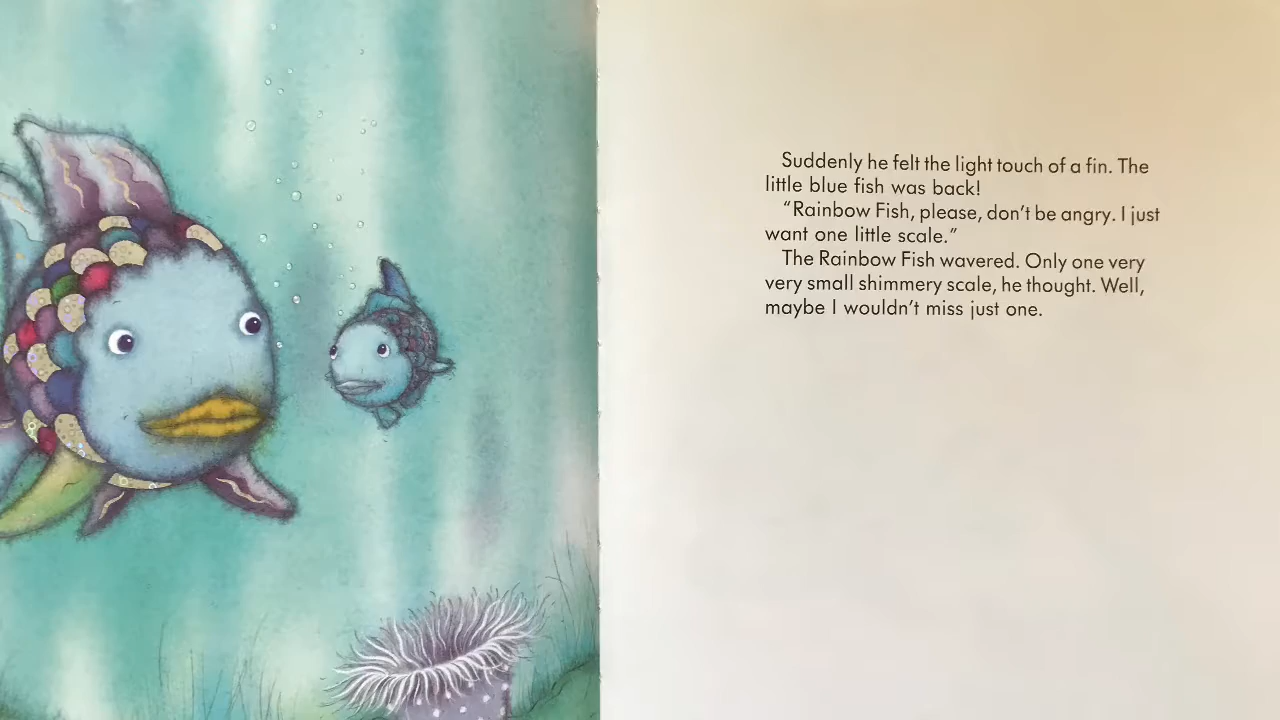 Suddenly he felt the light touch of a fin. The
little blue fish was back!
“Rainbow Fish, please, don’t be angry. I just
want one little scale.”
The Rainbow Fish wavered. Only one very
very small shimmery scale, he thought. Well,
maybe I wouldn’t miss just one.